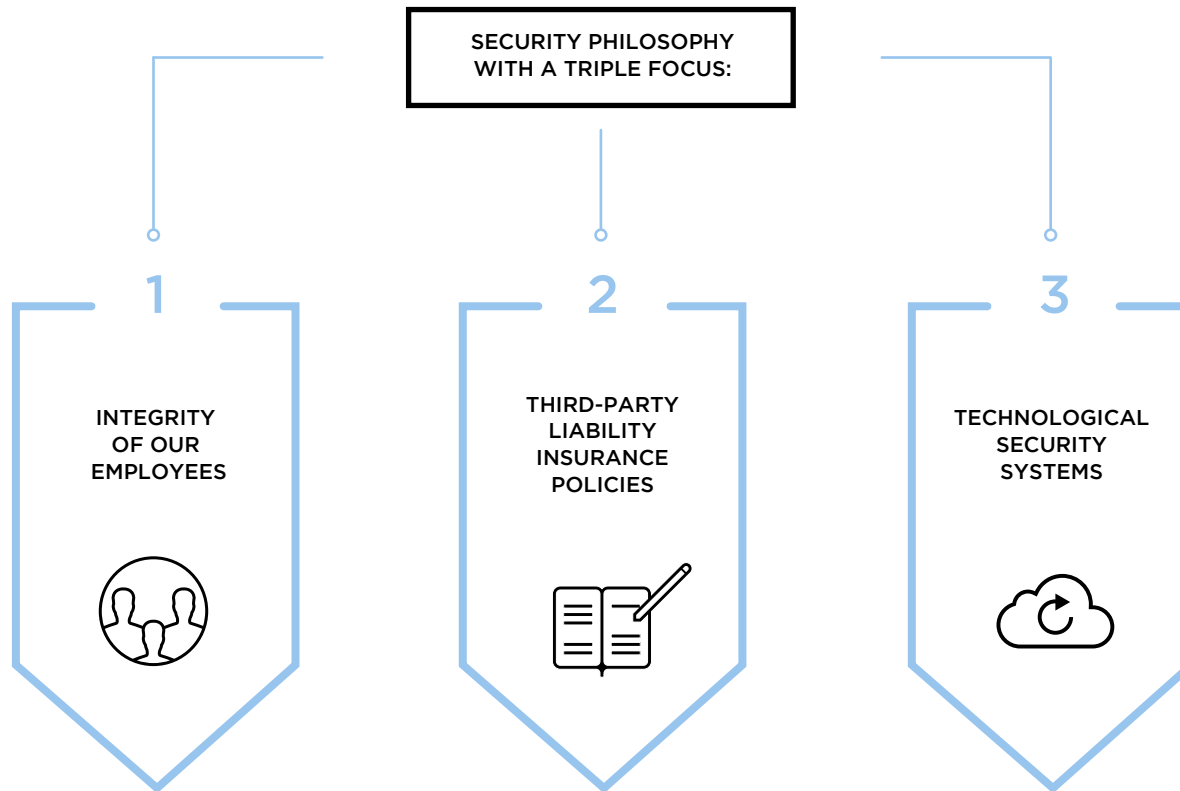 SECURITY PHILOSOPHY
WITH A TRIPLE FOCUS:
1
INTEGRITY
OF OUR
EMPLOYEES
2
THIRD-PARTY
LIABILITY
INSURANCE
POLICIES
3
TECHNOLOGICAL
SECURITY
SYSTEMS